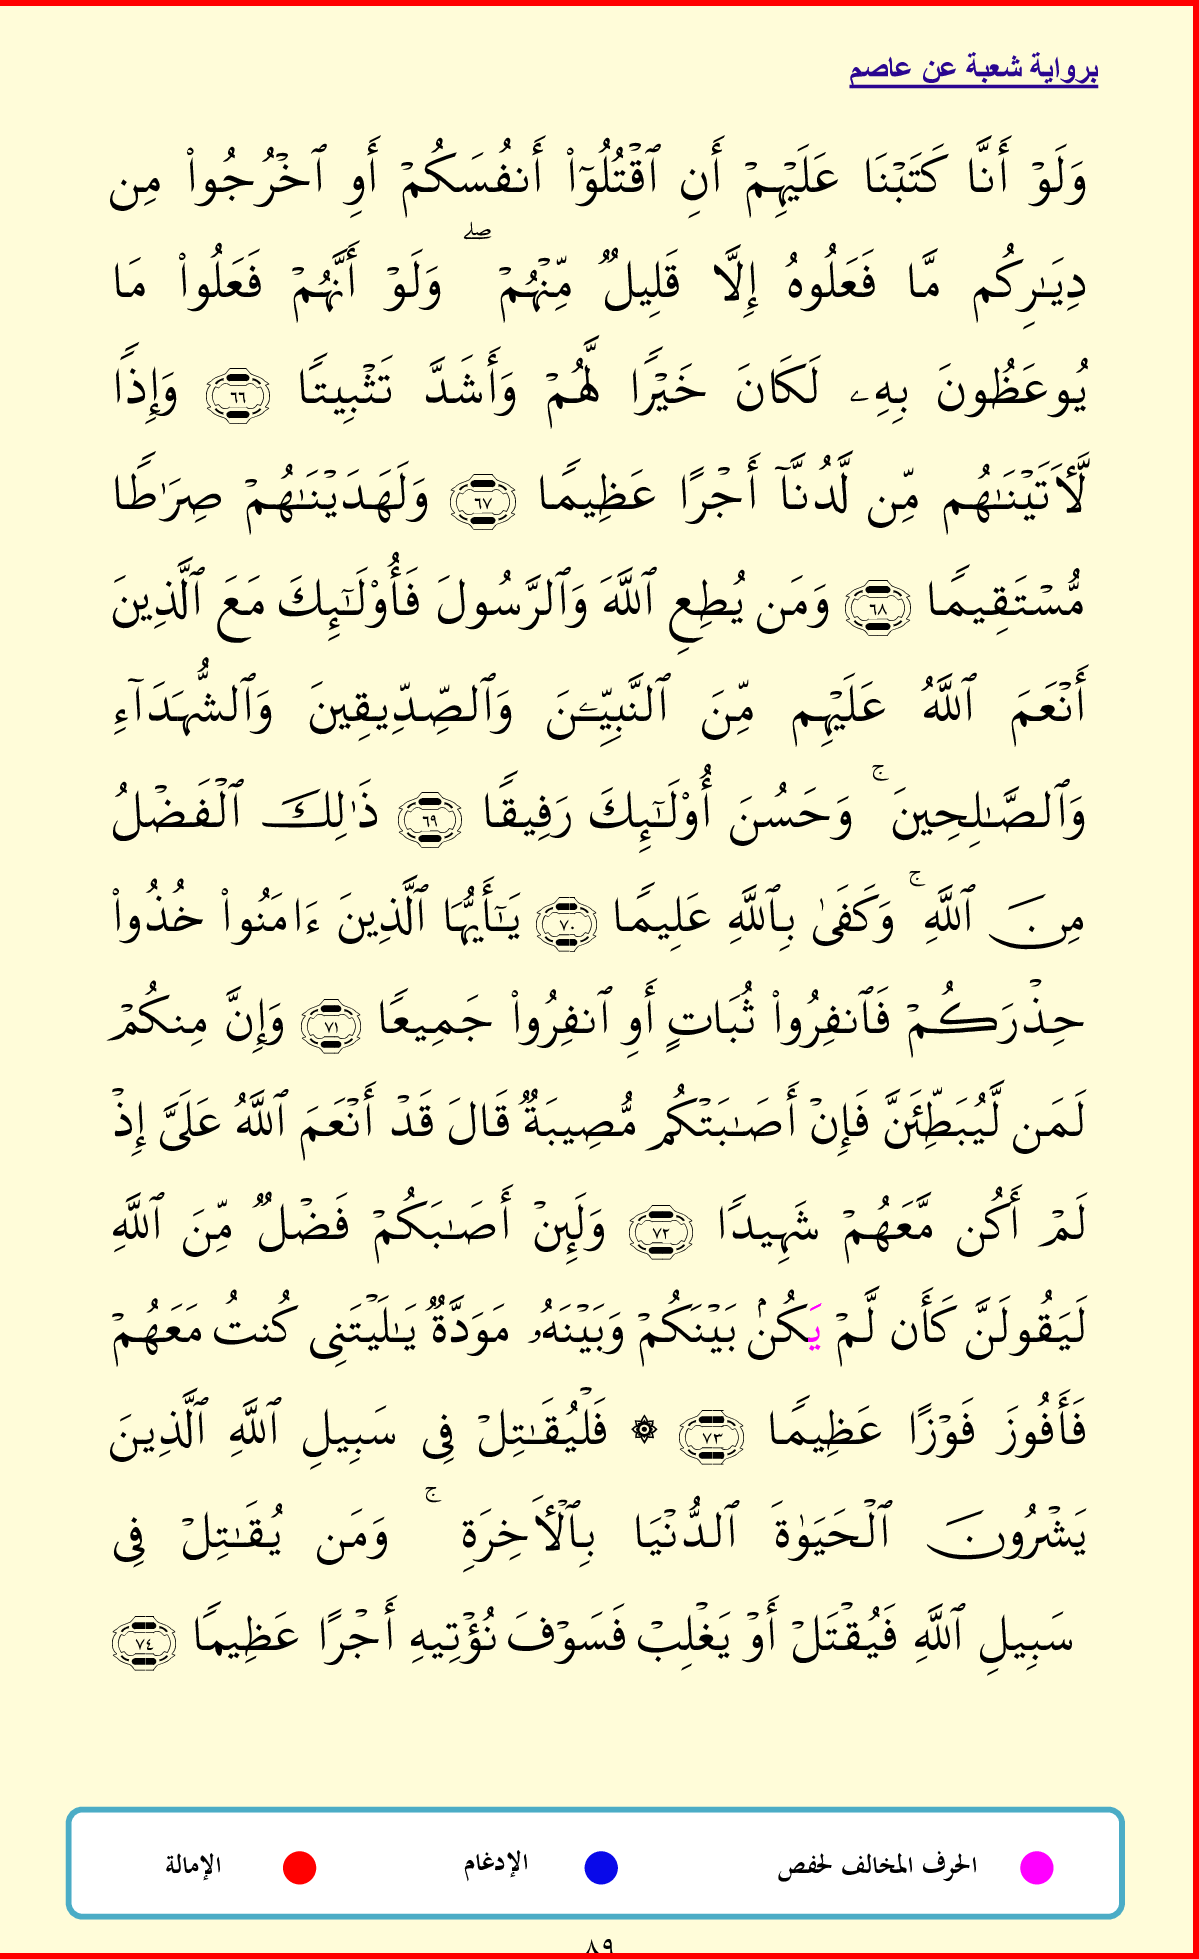 برواية شعبة عن عاصم
وَلَوۡ أَنَّا كَتَبۡنَا عَلَيۡهِمۡ أَنِ ٱقۡتُلُوٓاْ أَنفُسَكُمۡ أَوِ ٱخۡرُجُواْ مِن
دِيَٰرِكُم مَّا فَعَلُوهُ إِلَّا قَلِيلٞ مِّنۡهُمۡۖ وَلَوۡ أَنَّهُمۡ فَعَلُواْ مَا
يُوعَظُونَ بِهِۦ لَكَانَ خَيۡرٗا لَّهُمۡ وَأَشَدَّ تَثۡبِيتٗا ٦٦ وَإِذٗا
لَّأٓتَيۡنَٰهُم مِّن لَّدُنَّآ أَجۡرًا عَظِيمٗا ٦٧ وَلَهَدَيۡنَٰهُمۡ صِرَٰطٗا
مُّسۡتَقِيمٗا ٦٨ وَمَن يُطِعِ ٱللَّهَ وَٱلرَّسُولَ فَأُوْلَٰٓئِكَ مَعَ ٱلَّذِينَ
أَنۡعَمَ ٱللَّهُ عَلَيۡهِم مِّنَ ٱلنَّبِيِّـۧنَ وَٱلصِّدِّيقِينَ وَٱلشُّهَدَآءِ
وَٱلصَّٰلِحِينَۚ وَحَسُنَ أُوْلَٰٓئِكَ رَفِيقٗا ٦٩ ذَٰلِكَ ٱلۡفَضۡلُ
مِنَ ٱللَّهِۚ وَكَفَىٰ بِٱللَّهِ عَلِيمٗا ٧٠ يَٰٓأَيُّهَا ٱلَّذِينَ ءَامَنُواْ خُذُواْ
حِذۡرَكُمۡ فَٱنفِرُواْ ثُبَاتٍ أَوِ ٱنفِرُواْ جَمِيعٗا ٧١ وَإِنَّ مِنكُمۡ
لَمَن لَّيُبَطِّئَنَّ فَإِنۡ أَصَٰبَتۡكُم مُّصِيبَةٞ قَالَ قَدۡ أَنۡعَمَ ٱللَّهُ عَلَيَّ إِذۡ
لَمۡ أَكُن مَّعَهُمۡ شَهِيدٗا ٧٢ وَلَئِنۡ أَصَٰبَكُمۡ فَضۡلٞ مِّنَ ٱللَّهِ
لَيَقُولَنَّ كَأَن لَّمۡ يَكُنۢ بَيۡنَكُمۡ وَبَيۡنَهُۥ مَوَدَّةٞ يَٰلَيۡتَنِي كُنتُ مَعَهُمۡ
فَأَفُوزَ فَوۡزًا عَظِيمٗا ٧٣ ۞ فَلۡيُقَٰتِلۡ فِي سَبِيلِ ٱللَّهِ ٱلَّذِينَ
يَشۡرُونَ ٱلۡحَيَوٰةَ ٱلدُّنۡيَا بِٱلۡأٓخِرَةِۚ وَمَن يُقَٰتِلۡ فِي
سَبِيلِ ٱللَّهِ فَيُقۡتَلۡ أَوۡ يَغۡلِبۡ فَسَوۡفَ نُؤۡتِيهِ أَجۡرًا عَظِيمٗا ٧٤
الحرف المخالف لحفص الإدغام الإمالة
٨٩